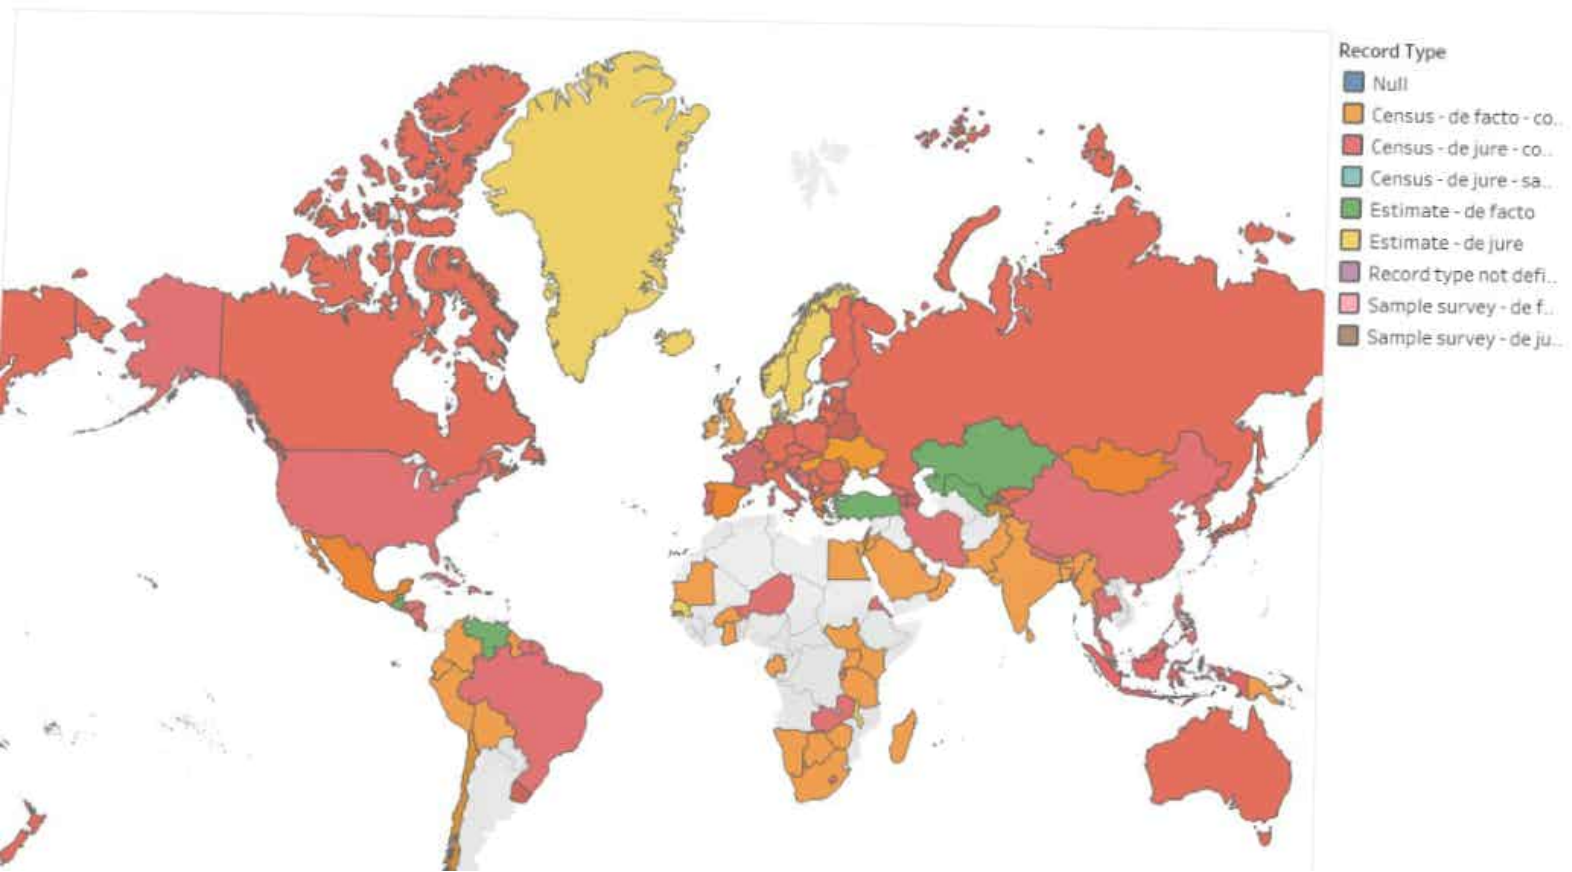 Record Type
Null
Census - de facto - co..
Census - de jure - co..
Census - de jure - sa..
Estimate - de facto
Estimate - de jure
Record type not defi..
Sample survey - de f..
Sample survey - de ju..